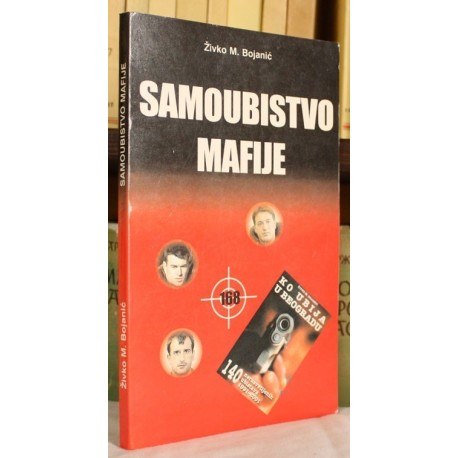 Živko M. Bojanić
SAMOUBISTVO
MAFIJE
168
KO UBIJA
U BEOGRADU
140
SAMOUBISTVO MAFIJE
Živko M. Bojanić